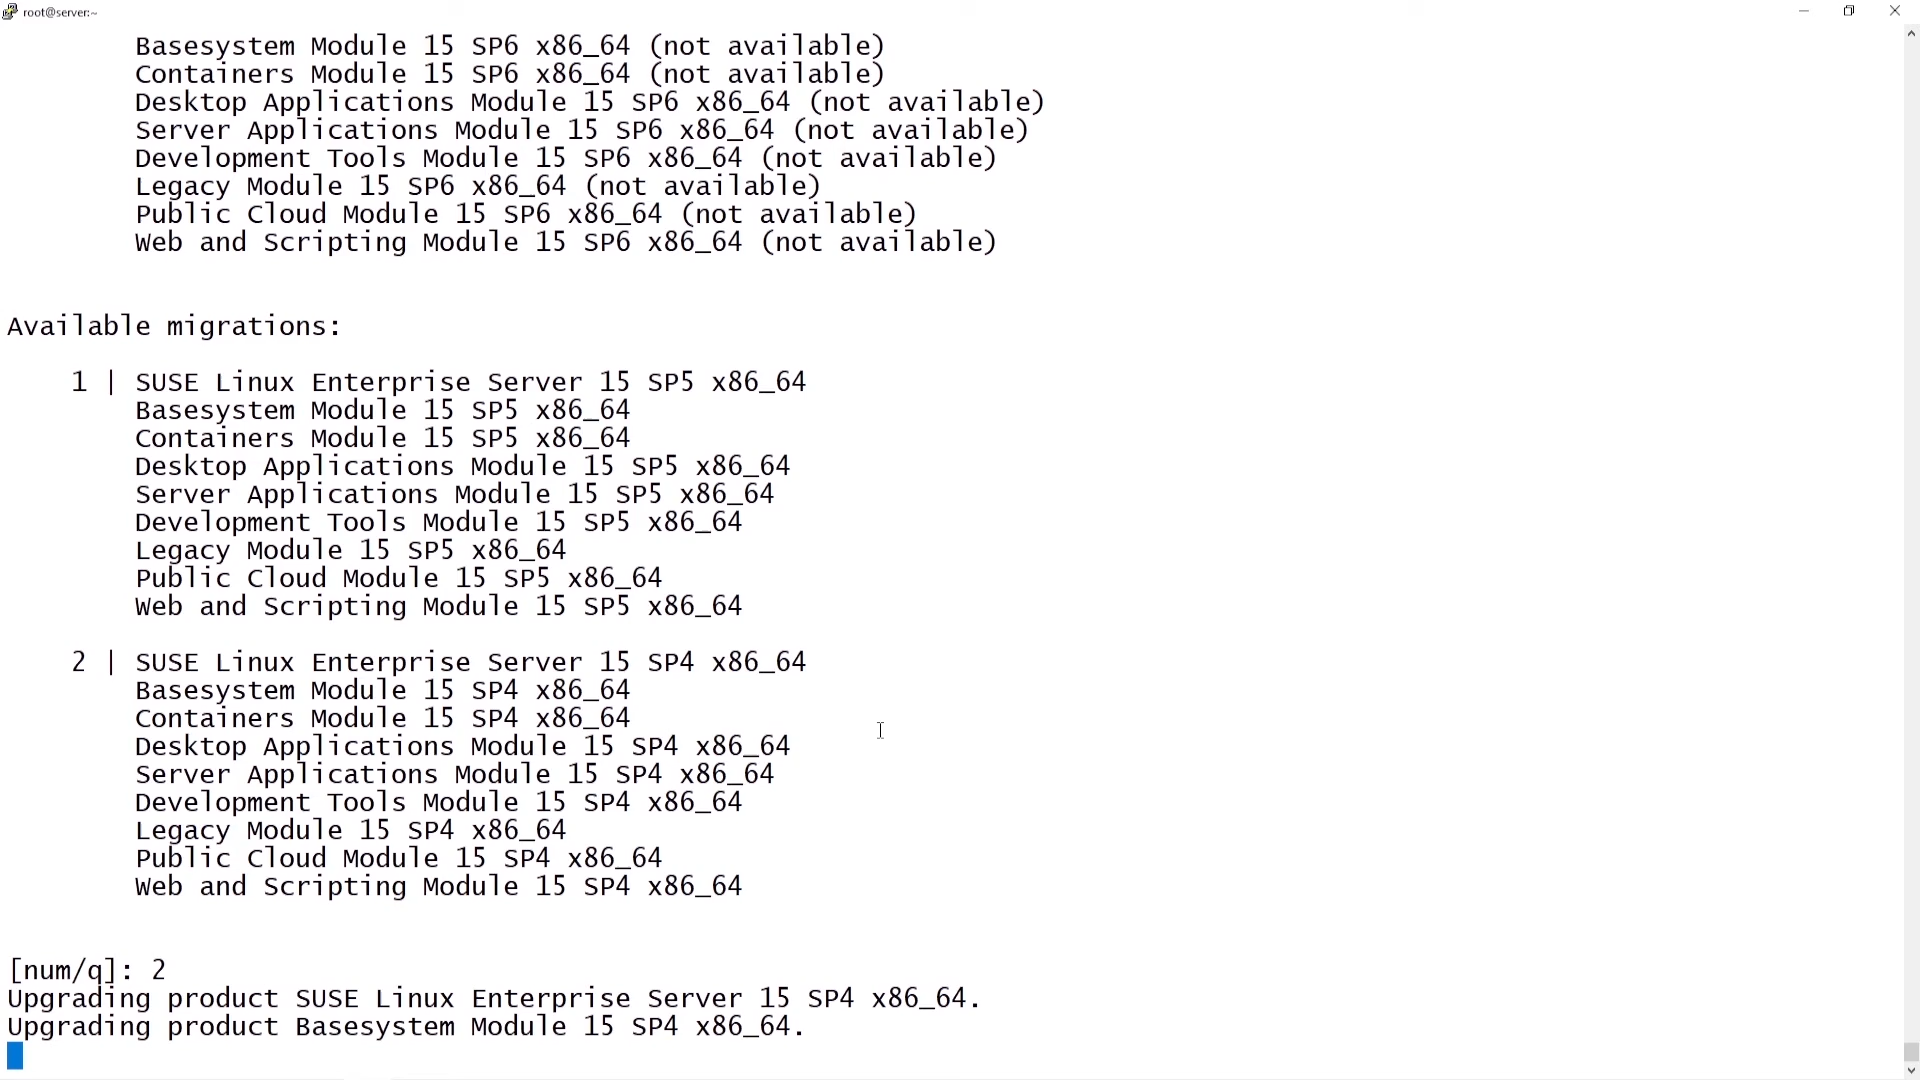 root@server:~
Basesystem Module 15 SP6 x86_64 (not available)
Containers Module 15 SP6 x86_64 (not available)
Desktop Applications Module 15 SP6 x86_64 (not available)
Server Applications Module 15 SP6 x86_64 (not available)
Development Tools Module 15 SP6 x86_64 (not available)
Legacy Module 15 SP6 x86_64 (not available)
Public Cloud Module 15 SP6 x86_64 (not available)
Web and Scripting Module 15 SP6 x86_64 (not available)
Available migrations:
1 | SUSE Linux Enterprise Server 15 SP5 x86_64
Basesystem Module 15 SP5 x86_64
Containers Module 15 SP5 x86_64
Desktop Applications Module 15 SP5 x86_64
Server Applications Module 15 SP5 x86_64
Development Tools Module 15 SP5 x86_64
Legacy Module 15 SP5 x86_64
Public Cloud Module 15 SP5 x86_64
Web and Scripting Module 15 SP5 x86_64
2 | SUSE Linux Enterprise Server 15 SP4 x86_64
Basesystem Module 15 SP4 x86_64
Containers Module 15 SP4 x86_64
Desktop Applications Module 15 SP4 x86_64
Server Applications Module 15 SP4 x86_64
Development Tools Module 15 SP4 x86_64
Legacy Module 15 SP4 x86_64
Public Cloud Module 15 SP4 x86_64
Web and Scripting Module 15 SP4 x86_64
[num/q]: 2
Upgrading product SUSE Linux Enterprise Server 15 SP4 x86_64.
Upgrading product Basesystem Module 15 SP4 x86_64.